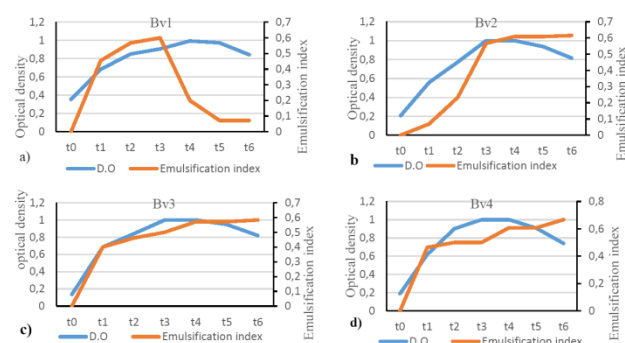 Bv1
1,2
1
0,8
0,6
0,4
0,2
0
Optical density
0,7
0,6
0,5
0,4
0,3
0,2
0,1
0
Emulsification index
t0 t1 t2 t3 t4 t5 t6
a)
D.O Emulsification index
Bv2
1,2
1
0,8
0,6
0,4
0,2
0
Optical density
0,7
0,6
0,5
0,4
0,3
0,2
0,1
0
Emulsification index
t0 t1 t2 t3 t4 t5 t6
b
D.O Emulsification index
Bv3
1,2
1
0,8
0,6
0,4
0,2
0
optical density
0,7
0,6
0,5
0,4
0,3
0,2
0,1
0
Emulsification index
t0 t1 t2 t3 t4 t5 t6
c)
D.O Emulsification index
Bv4
1,2
1
0,8
0,6
0,4
0,2
0
Optical density
0,8
0,6
0,4
0,2
0
Emulsification index
t0 t1 t2 t3 t4 t5 t6
d)
D.O Emulsification index